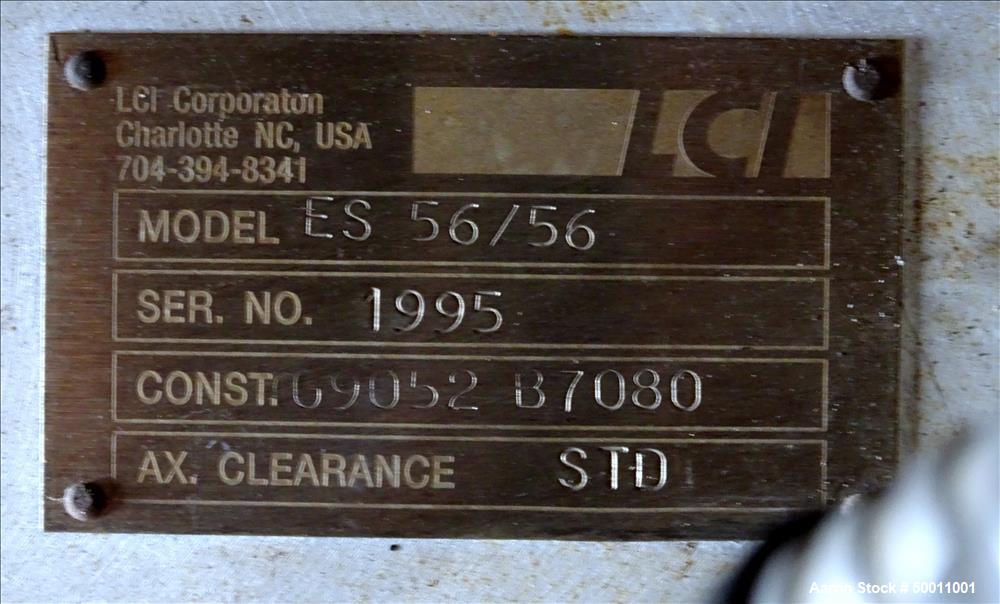 LCI Corporaton
Charlotte NC, USA
704-394-8341
LCI
MODEL ES 56/56
SER. NO. 1995
CONST. G9052 B7080
AX. CLEARANCE STD
Aaron Stock # 50011001